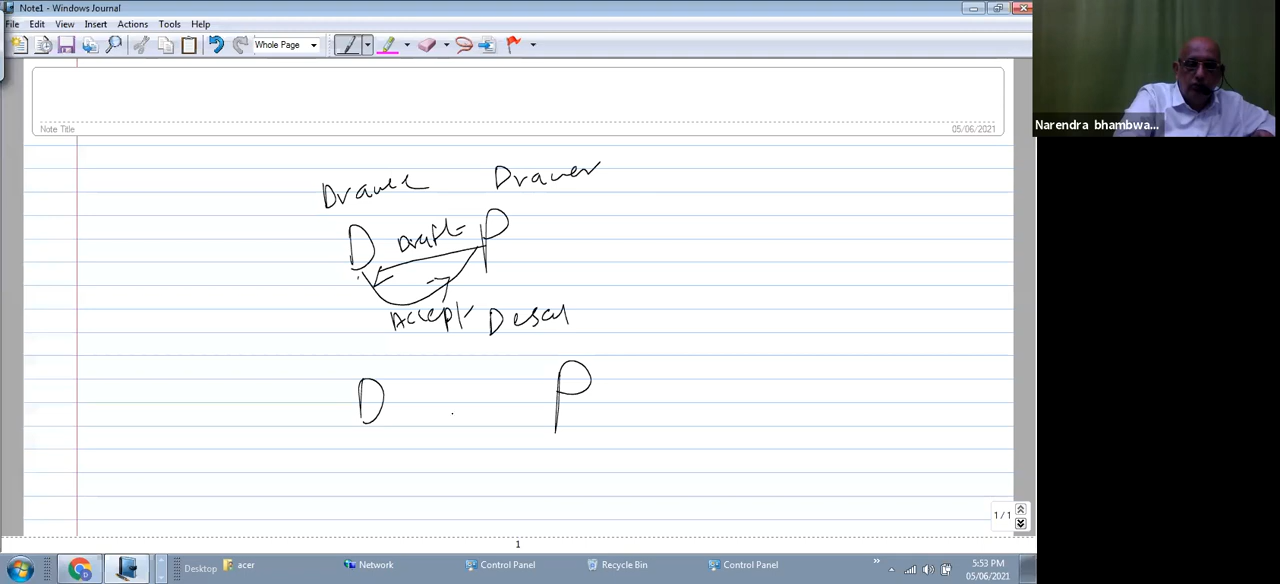 Note1 - Windows Journal
File Edit View Insert Actions Tools Help
Whole Page
Note Title
05/06/2021
Drawee Drawer
D Draft P
Accept
D P
Narendra bhambwa...
1 / 1
1
Desktop acer Network Control Panel Recycle Bin Control Panel
5:53 PM
05/06/2021